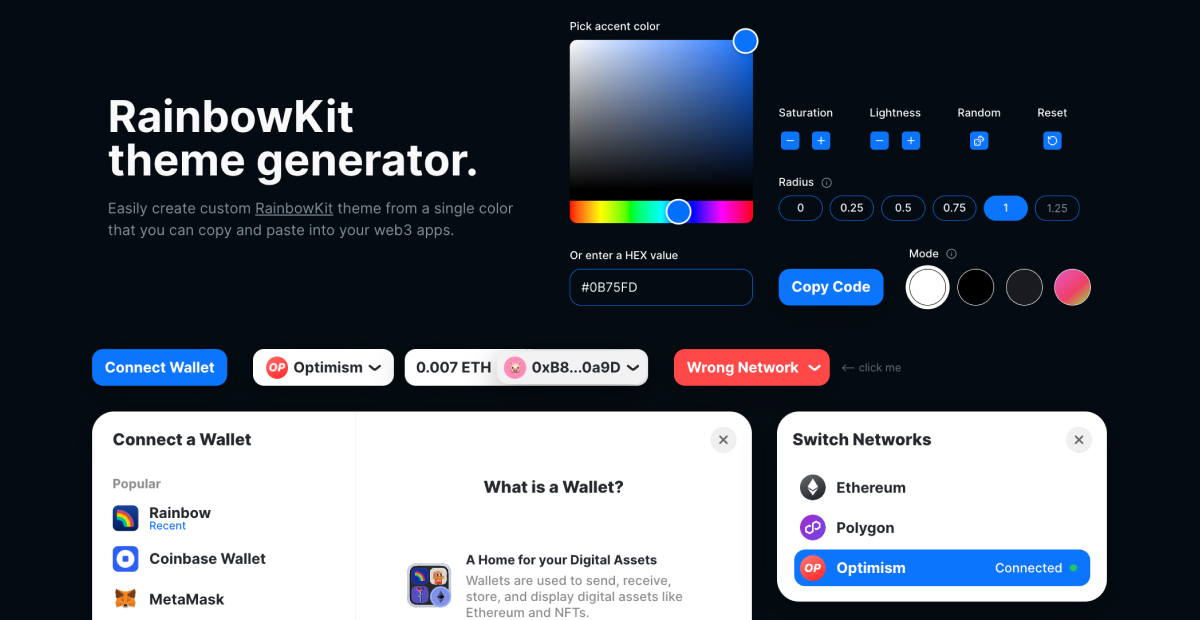 RainbowKit
theme generator.
Easily create custom RainbowKit theme from a single color
that you can copy and paste into your web3 apps.
Pick accent color
Or enter a HEX value
#0B75FD
Saturation
Lightness
Random
Reset
Radius
0
0.25
0.5
0.75
1
1.25
Mode
Copy Code
Connect Wallet
OP Optimism
0.007 ETH
0xB8...0a9D
Wrong Network
← click me
Connect a Wallet
Popular
Rainbow
Recent
Coinbase Wallet
MetaMask
What is a Wallet?
A Home for your Digital Assets
Wallets are used to send, receive,
store, and display digital assets like
Ethereum and NFTs.
Switch Networks
Ethereum
Polygon
OP Optimism
Connected